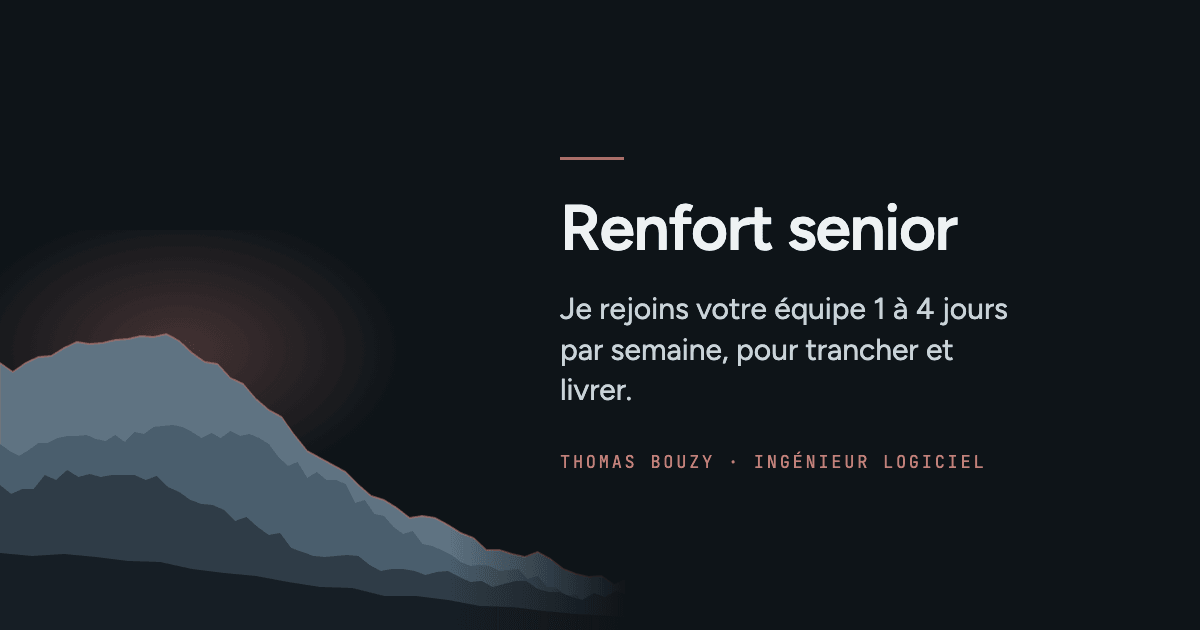 Renfort senior
Je rejoins votre équipe 1 à 4 jours
par semaine, pour trancher et
livrer.
THOMAS BOUZY · INGÉNIEUR LOGICIEL